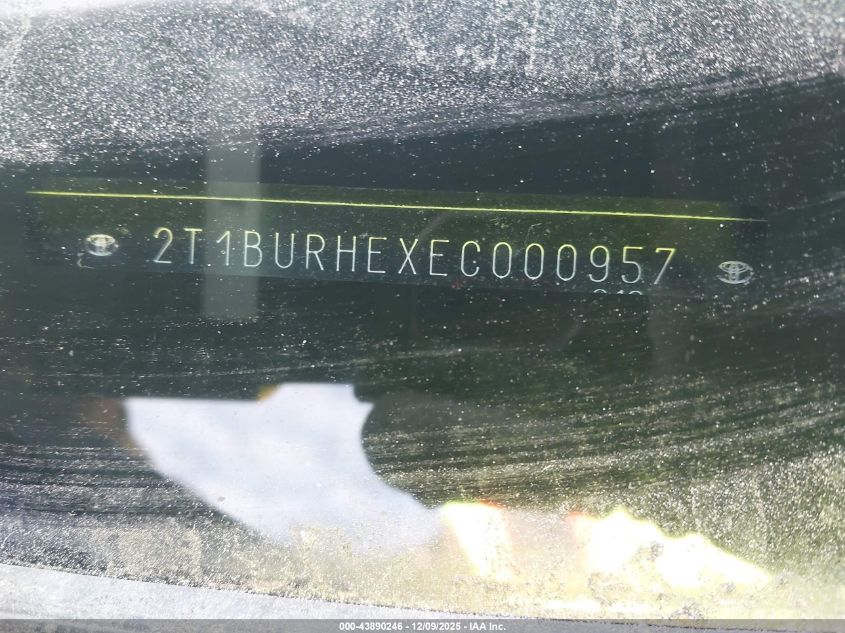 2T1BURHEXEC000957
000-43890246 - 12/09/2025 - IAA Inc.